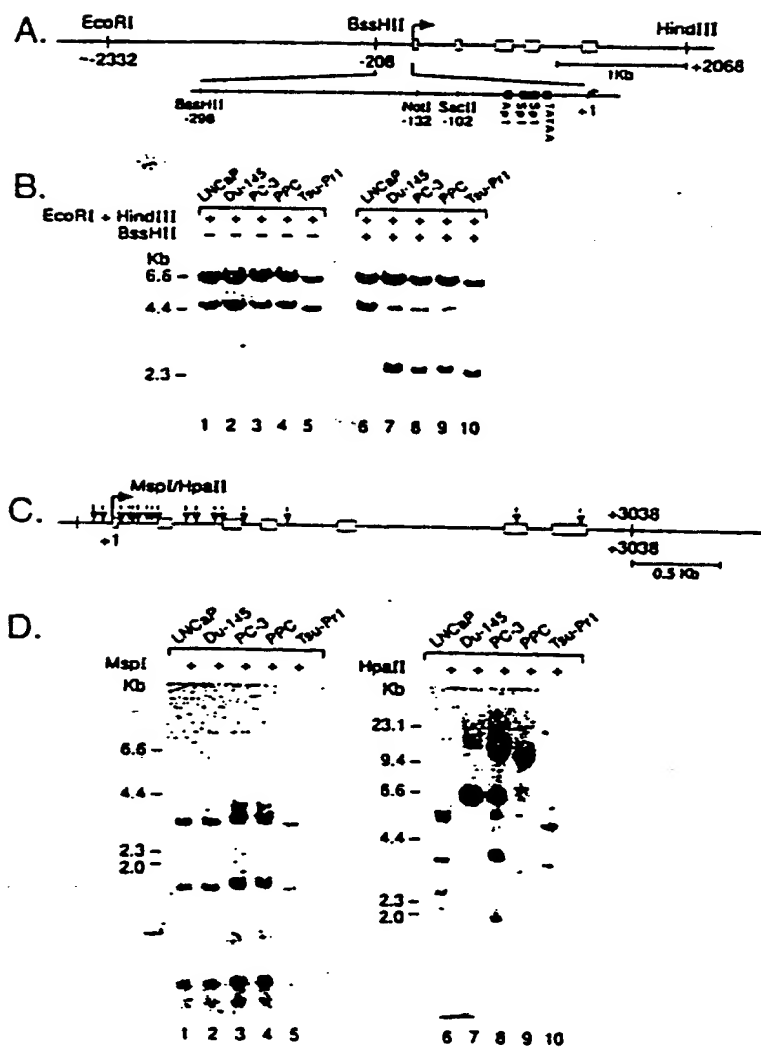 A.
EcoRI BssHII HindIII
~-2332 -208 1Kb +2068
BssHII -298 NotI -132 SacII -102 Ap1 Sp1 Sp1 TATAA +1
B.
LNCaP Du-145 PC-3 PPC Tsu-Pr1 LNCaP Du-145 PC-3 PPC Tsu-Pr1
EcoRI + HindIII + + + + + + + + + +
BssHII – – – – – + + + + +
Kb
6.6 –
4.4 –
2.3 –
1 2 3 4 5 6 7 8 9 10
C.
MspI/HpaII
+1 +3038
+3038
0.5 Kb
D.
LNCaP Du-145 PC-3 PPC Tsu-Pr1 LNCaP Du-145 PC-3 PPC Tsu-Pr1
MspI + + + + + HpaII + + + + +
Kb Kb
23.1 –
6.6 – 9.4 –
4.4 – 6.6 –
4.4 –
2.3 –
2.0 – 2.3 –
2.0 –
1 2 3 4 5 6 7 8 9 10